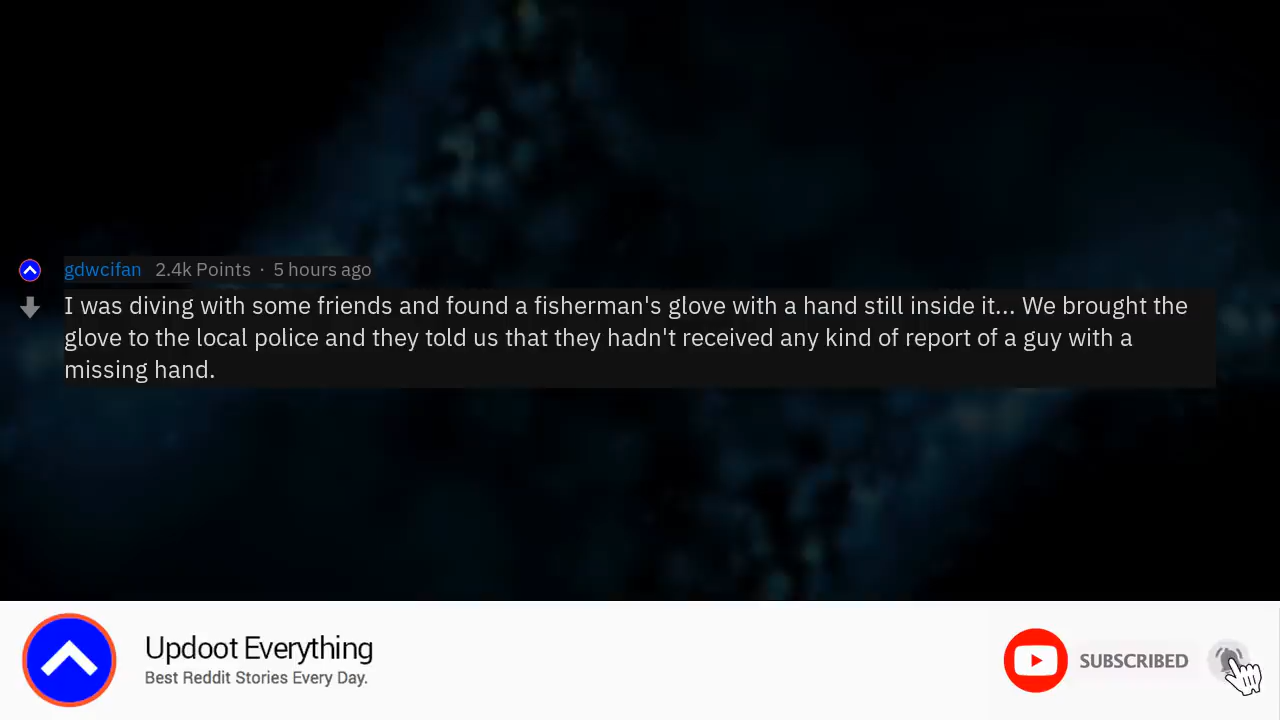 gdwcifan 2.4k Points · 5 hours ago
I was diving with some friends and found a fisherman's glove with a hand still inside it... We brought the
glove to the local police and they told us that they hadn't received any kind of report of a guy with a
missing hand.
Updoot Everything
Best Reddit Stories Every Day.
SUBSCRIBED